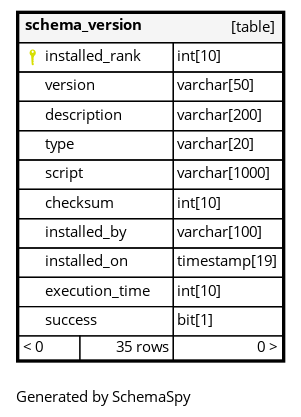 schema_version [table]
installed_rank int[10]
version varchar[50]
description varchar[200]
type varchar[20]
script varchar[1000]
checksum int[10]
installed_by varchar[100]
installed_on timestamp[19]
execution_time int[10]
success bit[1]
< 0 35 rows 0 >
Generated by SchemaSpy